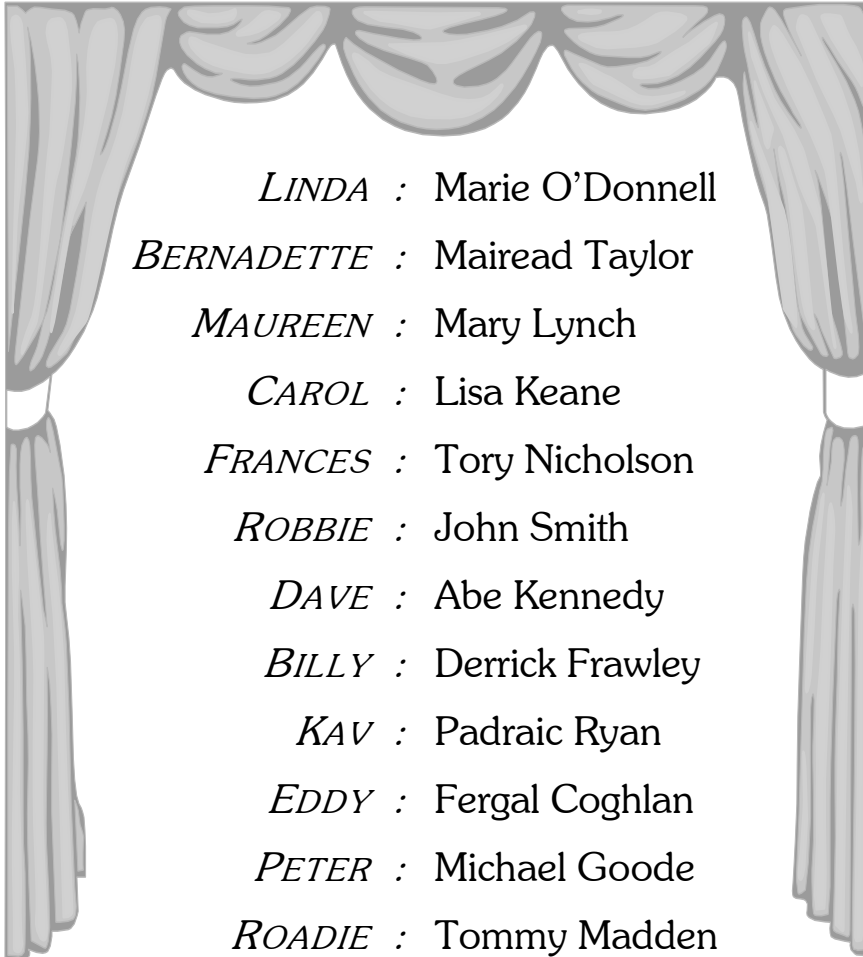 LINDA : Marie O’Donnell
BERNADETTE : Mairead Taylor
MAUREEN : Mary Lynch
CAROL : Lisa Keane
FRANCES : Tory Nicholson
ROBBIE : John Smith
DAVE : Abe Kennedy
BILLY : Derrick Frawley
KAV : Padraic Ryan
EDDY : Fergal Coghlan
PETER : Michael Goode
ROADIE : Tommy Madden